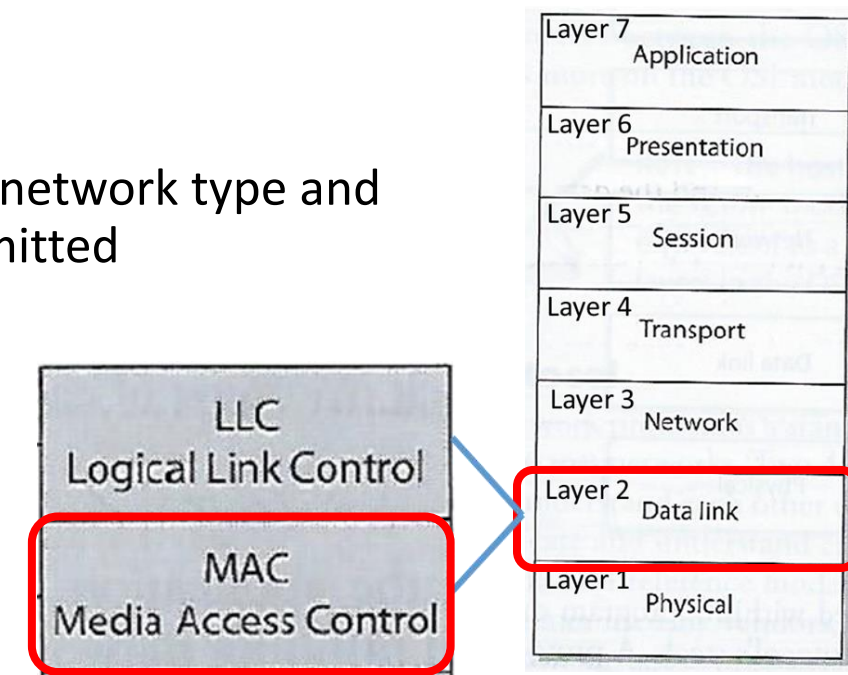 network type and
mitted
LLC
Logical Link Control
MAC
Media Access Control
Layer 7
Application
Layer 6
Presentation
Layer 5
Session
Layer 4
Transport
Layer 3
Network
Layer 2
Data link
Layer 1
Physical